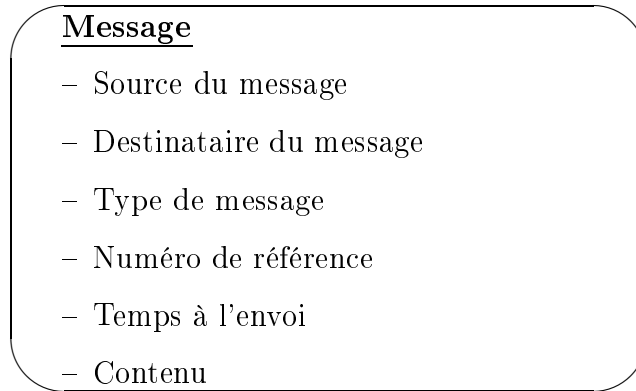 Message
– Source du message
– Destinataire du message
– Type de message
– Numéro de référence
– Temps à l'envoi
– Contenu